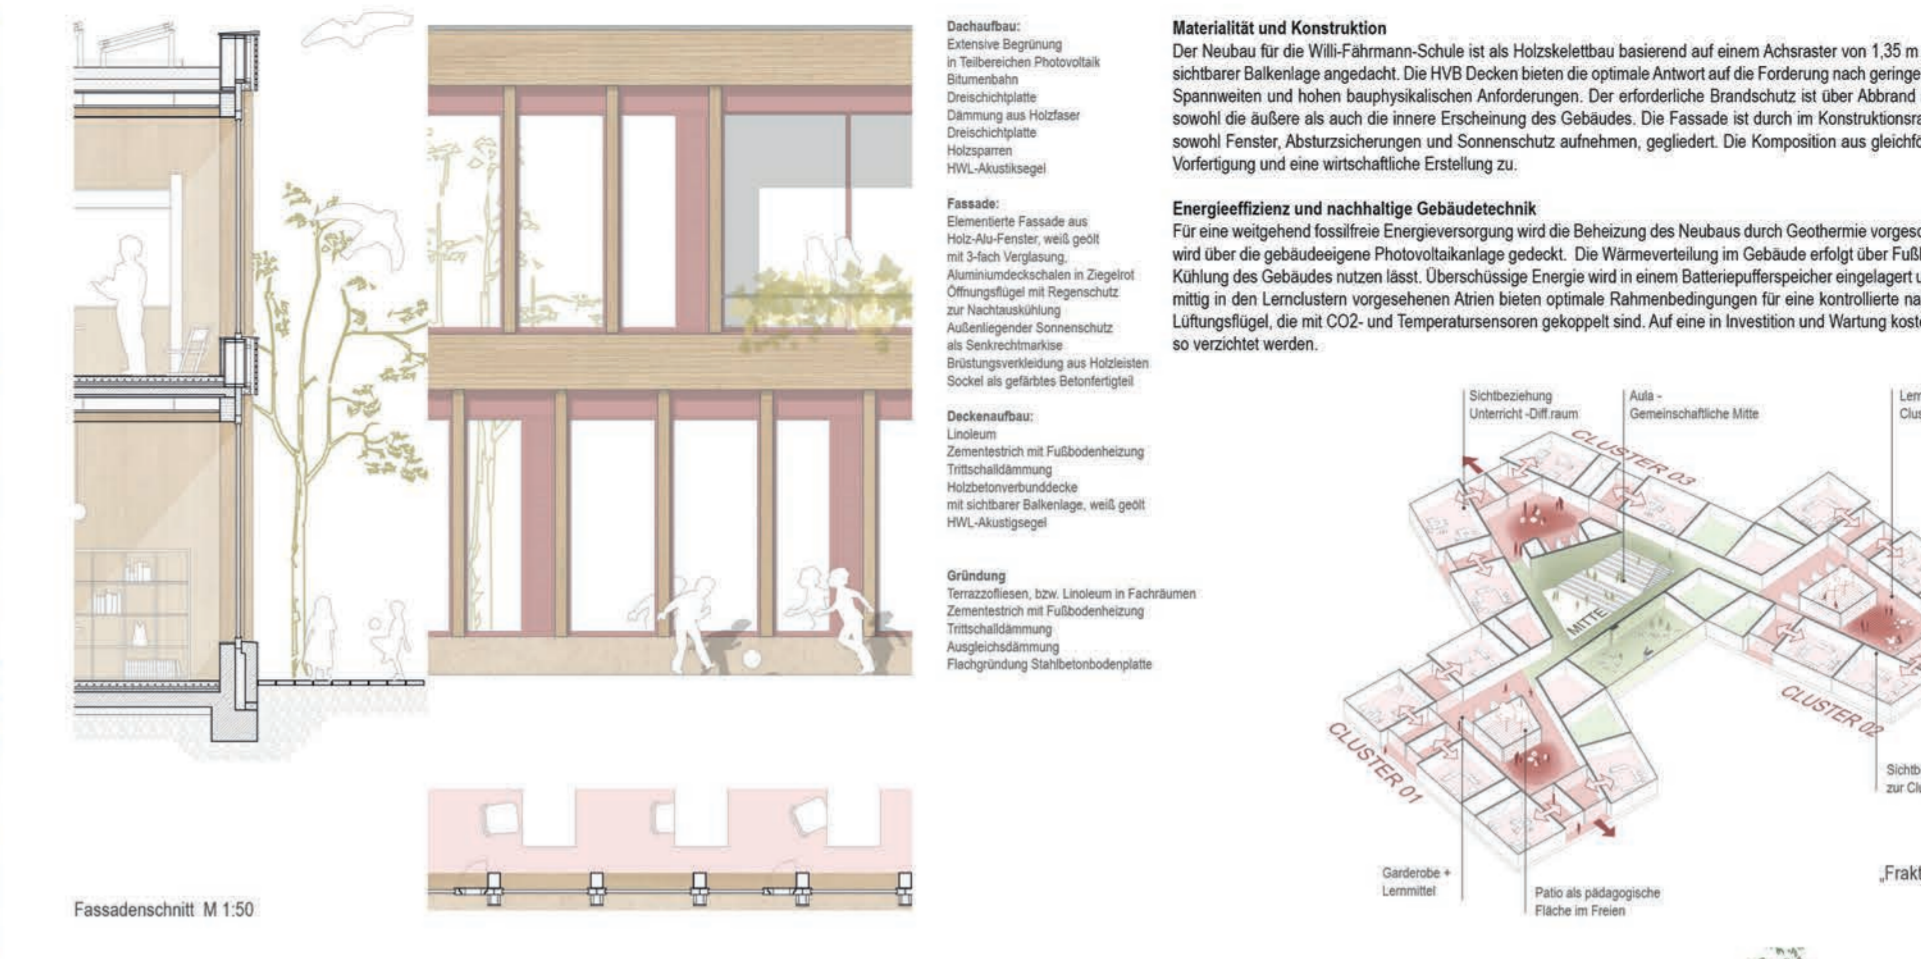 Dachaufbau:
Extensive Begrünung
in Teilbereichen Photovoltaik
Bitumenbahn
Dreischichtplatte
Dämmung aus Holzfaser
Dreischichtplatte
Holzsparren
HWL-Akustiksegel
Fassade:
Elementierte Fassade aus
Holz-Alu-Fenster, weiß geölt
mit 3-fach Verglasung,
Aluminiumdeckschalen in Ziegelrot
Öffnungsflügel mit Regenschutz
zur Nachtauskühlung
Außenliegender Sonnenschutz
als Senkrechtmarkise
Brüstungsverkleidung aus Holzleisten
Sockel als gefärbtes Betonfertigteil
Deckenaufbau:
Linoleum
Zementestrich mit Fußbodenheizung
Trittschalldämmung
Holzbetonverbunddecke
mit sichtbarer Balkenlage, weiß geölt
HWL-Akustigsegel
Gründung
Terrazzofliesen, bzw. Linoleum in Fachräumen
Zementestrich mit Fußbodenheizung
Trittschalldämmung
Ausgleichsdämmung
Flachgründung Stahlbetonbodenplatte
Materialität und Konstruktion
Der Neubau für die Willi-Fährmann-Schule ist als Holzskelettbau basierend auf einem Achsraster von 1,35 m
sichtbarer Balkenlage angedacht. Die HVB Decken bieten die optimale Antwort auf die Forderung nach geringe
Spannweiten und hohen bauphysikalischen Anforderungen. Der erforderliche Brandschutz ist über Abbrand
sowohl die äußere als auch die innere Erscheinung des Gebäudes. Die Fassade ist durch im Konstruktionsra
sowohl Fenster, Absturzsicherungen und Sonnenschutz aufnehmen, gegliedert. Die Komposition aus gleichfö
Vorfertigung und eine wirtschaftliche Erstellung zu.
Energieeffizienz und nachhaltige Gebäudetechnik
Für eine weitgehend fossilfreie Energieversorgung wird die Beheizung des Neubaus durch Geothermie vorgesc
wird über die gebäudeeigene Photovoltaikanlage gedeckt. Die Wärmeverteilung im Gebäude erfolgt über Fuß
Kühlung des Gebäudes nutzen lässt. Überschüssige Energie wird in einem Batteriepufferspeicher eingelagert u
mittig in den Lernclustern vorgesehenen Atrien bieten optimale Rahmenbedingungen für eine kontrollierte na
Lüftungsflügel, die mit CO2- und Temperatursensoren gekoppelt sind. Auf eine in Investition und Wartung koste
so verzichtet werden.
Sichtbeziehung
Unterricht -Diff.raum
Aula -
Gemeinschaftliche Mitte
Lern
Clus
CLUSTER 03
MITTE
CLUSTER 02
CLUSTER 01
Sichtb
zur Clu
Garderobe +
Lernmittel
Patio als pädagogische
Fläche im Freien
„Frakt
Fassadenschnitt M 1:50